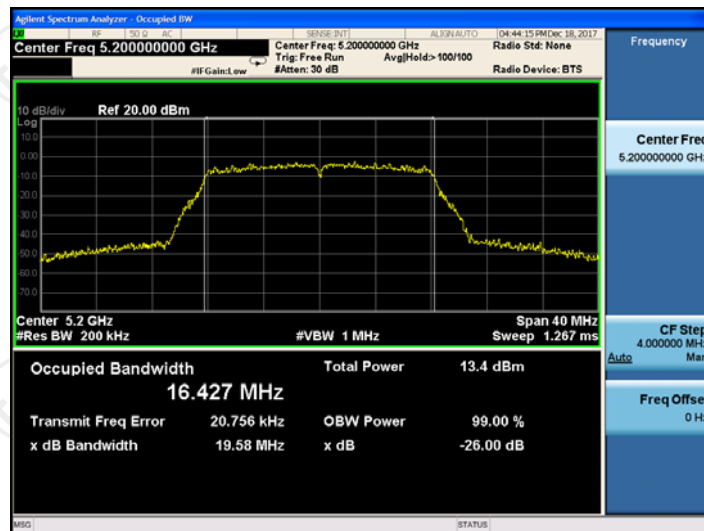 Agilent Spectrum Analyzer - Occupied BW
RF 50 Ω AC SENSE:INT ALIGN AUTO 04:44:15 PM Dec 18, 2017
Center Freq 5.200000000 GHz Center Freq: 5.200000000 GHz Radio Std: None
Trig: Free Run Avg|Hold:>100/100
#IFGain:Low #Atten: 30 dB Radio Device: BTS
Frequency
10 dB/div Ref 20.00 dBm
Log
10.0
0.00
-10.0
-20.0
-30.0
-40.0
-50.0
-60.0
-70.0
Center Freq
5.200000000 GHz
Center 5.2 GHz Span 40 MHz
#Res BW 200 kHz #VBW 1 MHz Sweep 1.267 ms
CF Step
4.000000 MHz
Auto Man
Occupied Bandwidth Total Power 13.4 dBm
16.427 MHz
Transmit Freq Error 20.756 kHz OBW Power 99.00 %
x dB Bandwidth 19.58 MHz x dB -26.00 dB
Freq Offse
0 H
MSG STATUS